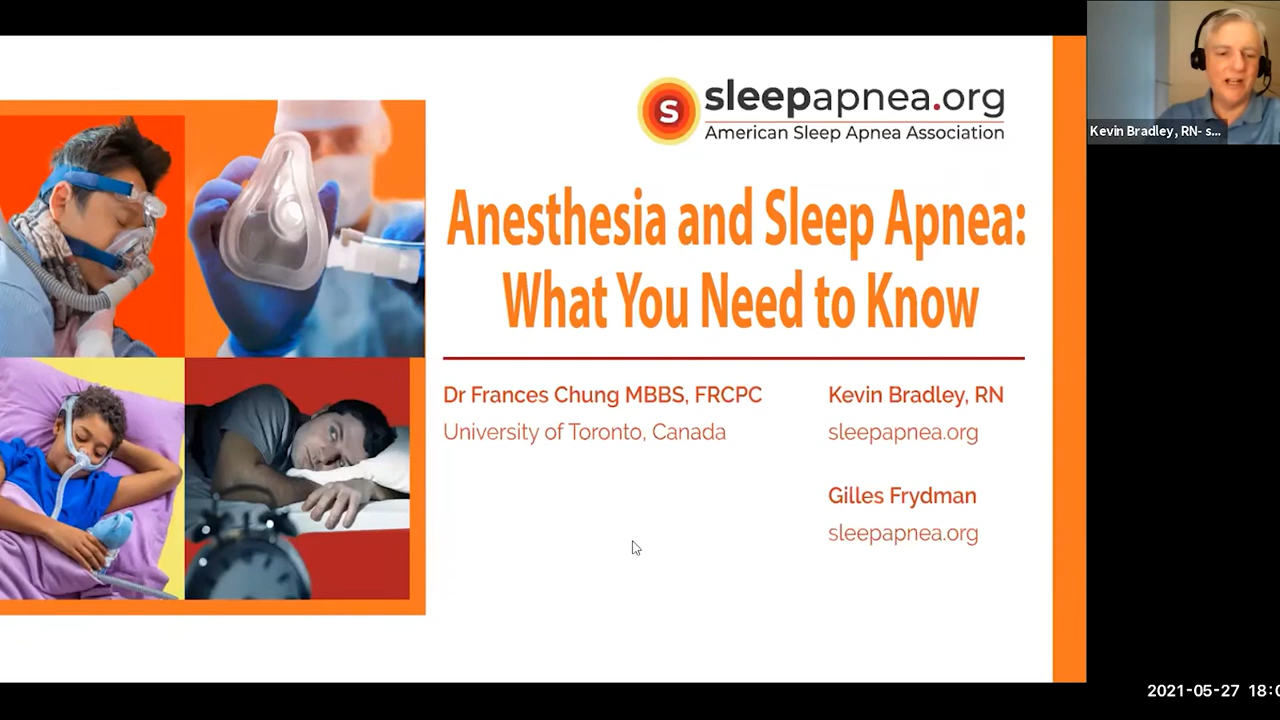 s
sleepapnea.org
American Sleep Apnea Association
Anesthesia and Sleep Apnea:
What You Need to Know
Dr Frances Chung MBBS, FRCPC
University of Toronto, Canada
Kevin Bradley, RN
sleepapnea.org
Gilles Frydman
sleepapnea.org
Kevin Bradley, RN- s...
2021-05-27 18:0